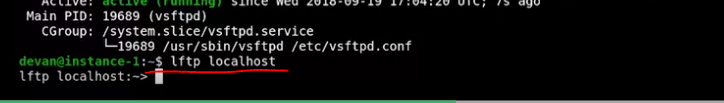 Active: active (running) since Wed 2018-09-19 17:04:20 UTC; 7s ago
Main PID: 19689 (vsftpd)
CGroup: /system.slice/vsftpd.service
└─19689 /usr/sbin/vsftpd /etc/vsftpd.conf
devan@instance-1:~$ lftp localhost
lftp localhost:~>